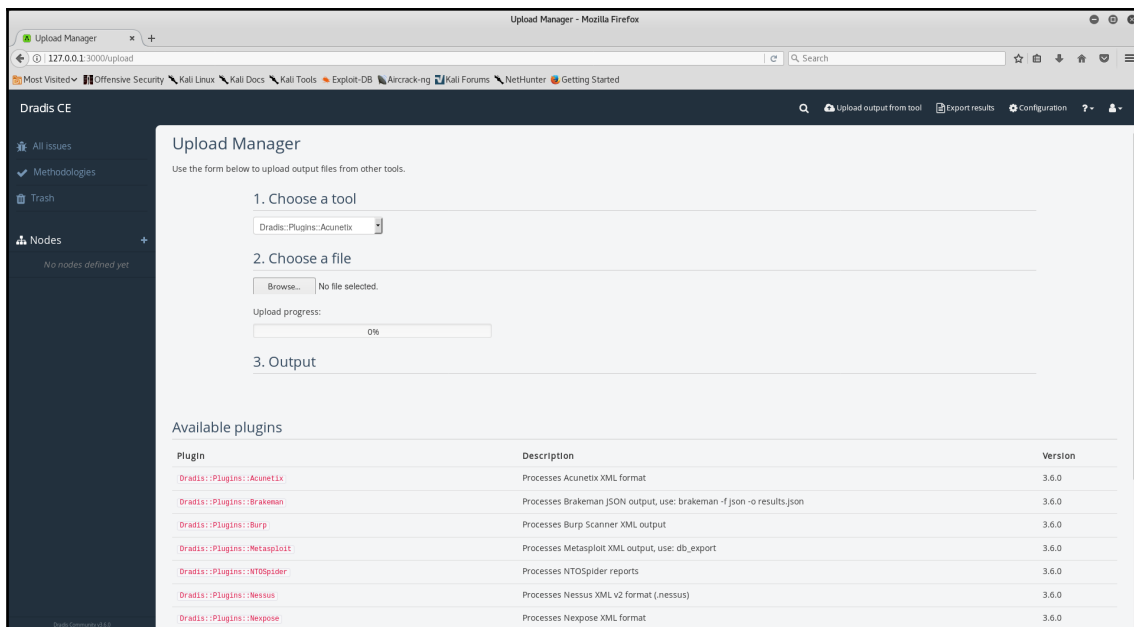 Upload Manager - Mozilla Firefox
Upload Manager × +
127.0.0.1:3000/upload
Search
Most Visited Offensive Security Kali Linux Kali Docs Kali Tools Exploit-DB Aircrack-ng Kali Forums NetHunter Getting Started
Dradis CE
Upload output from tool Export results Configuration ?
All issues
Methodologies
Trash
Nodes +
No nodes defined yet
Upload Manager
Use the form below to upload output files from other tools.
1. Choose a tool
Dradis::Plugins::Acunetix
2. Choose a file
Browse... No file selected.
Upload progress:
0%
3. Output
Available plugins
Plugin Description Version
Dradis::Plugins::Acunetix Processes Acunetix XML format 3.6.0
Dradis::Plugins::Brakeman Processes Brakeman JSON output, use: brakeman -f json -o results.json 3.6.0
Dradis::Plugins::Burp Processes Burp Scanner XML output 3.6.0
Dradis::Plugins::Metasploit Processes Metasploit XML output, use: db_export 3.6.0
Dradis::Plugins::NTOSpider Processes NTOSpider reports 3.6.0
Dradis::Plugins::Nessus Processes Nessus XML v2 format (.nessus) 3.6.0
Dradis::Plugins::Nexpose Processes Nexpose XML format 3.6.0
Dradis Community v3.6.0